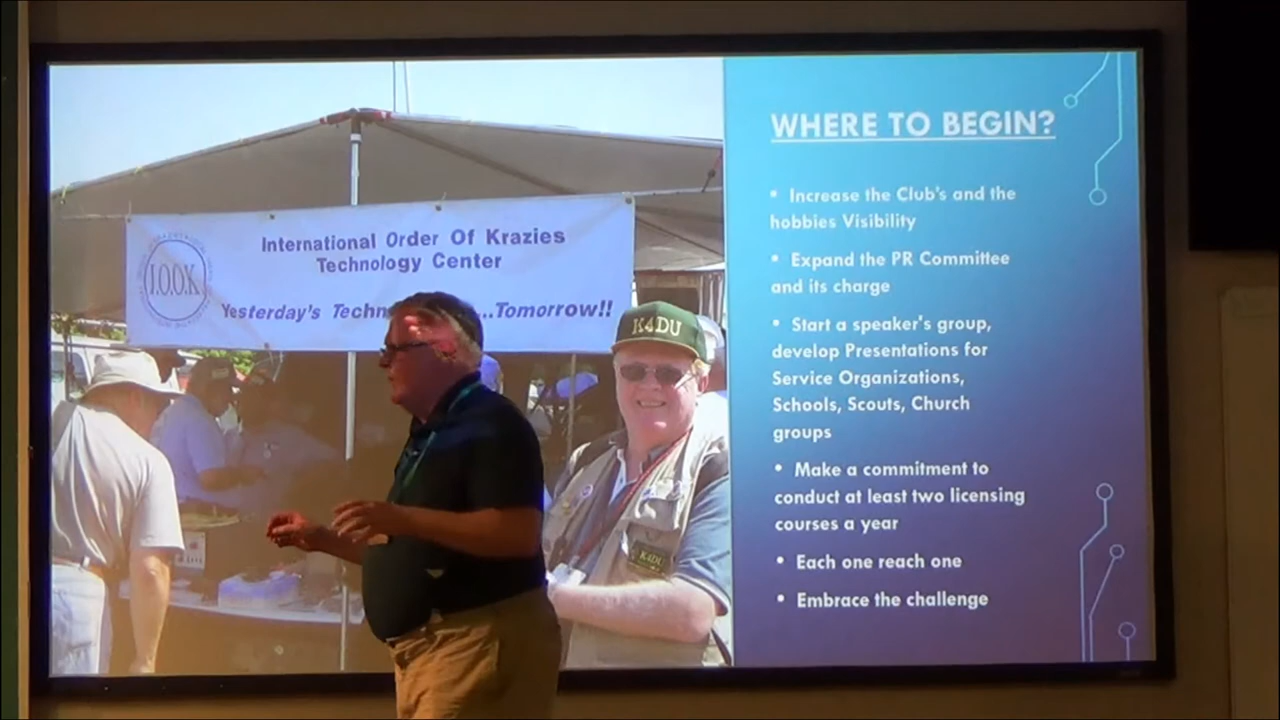 International Order Of Krazies
Technology Center
I.O.O.K
Yesterday's Techn ...Tomorrow!!
K4DU
K4DU
WHERE TO BEGIN?
• Increase the Club's and the
hobbies Visibility
• Expand the PR Committee
and its charge
• Start a speaker's group,
develop Presentations for
Service Organizations,
Schools, Scouts, Church
groups
• Make a commitment to
conduct at least two licensing
courses a year
• Each one reach one
• Embrace the challenge